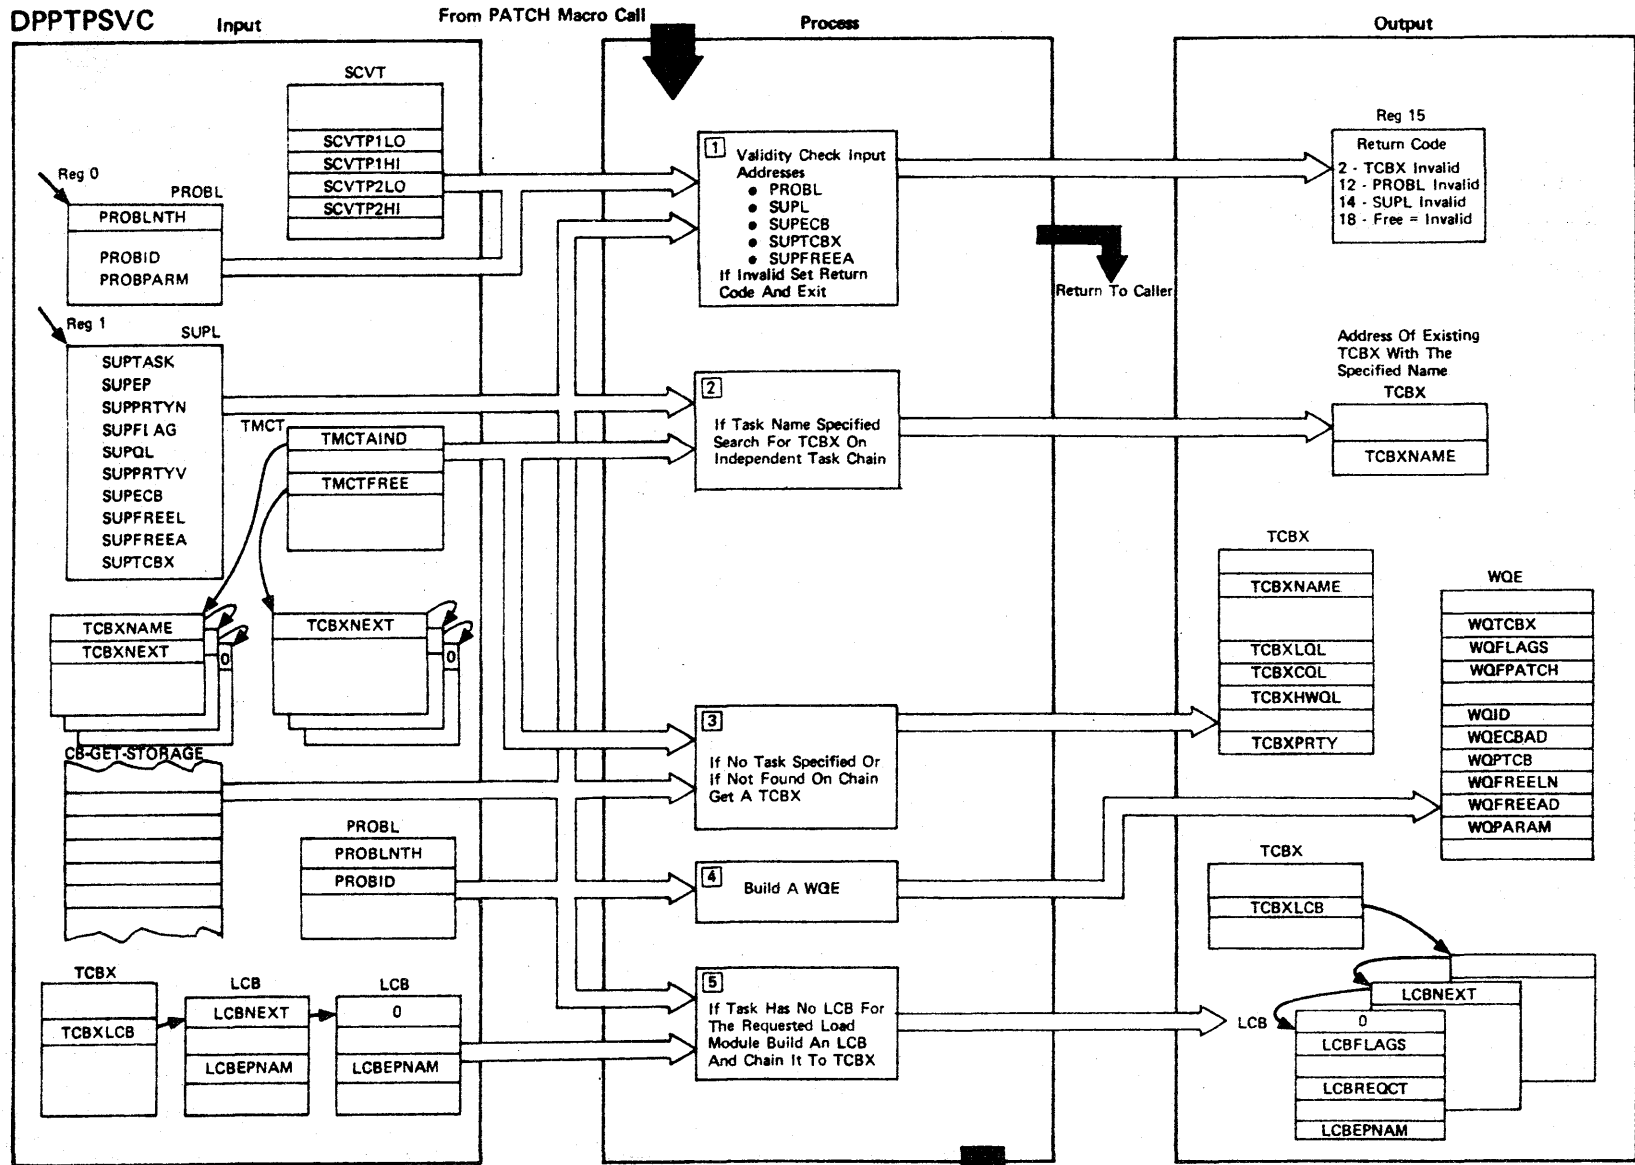 DPPTPSVC
Input
From PATCH Macro Call
Process
Output
SCVT
SCVTP1LO
SCVTP1HI
SCVTP2LO
SCVTP2HI
Reg 0
PROBL
PROBLNTH
PROBID
PROBPARM
Reg 1
SUPL
SUPTASK
SUPEP
SUPPRTYN
SUPFLAG
SUPQL
SUPPRTYV
SUPECB
SUPFREEL
SUPFREEA
SUPTCBX
TMCT
TMCTAIND
TMCTFREE
TCBXNAME
TCBXNEXT
0
TCBXNEXT
0
CB-GET-STORAGE
PROBL
PROBLNTH
PROBID
TCBX
TCBXLCB
LCB
LCBNEXT
LCBEPNAM
LCB
0
LCBEPNAM
1
Validity Check Input
Addresses
● PROBL
● SUPL
● SUPECB
● SUPTCBX
● SUPFREEA
If Invalid Set Return
Code And Exit
Return To Caller
2
If Task Name Specified
Search For TCBX On
Independent Task Chain
3
If No Task Specified Or
If Not Found On Chain
Get A TCBX
4
Build A WQE
5
If Task Has No LCB For
The Requested Load
Module Build An LCB
And Chain It To TCBX
Reg 15
Return Code
2 - TCBX Invalid
12 - PROBL Invalid
14 - SUPL Invalid
18 - Free = Invalid
Address Of Existing
TCBX With The
Specified Name
TCBX
TCBXNAME
TCBX
TCBXNAME
TCBXLQL
TCBXCQL
TCBXHWQL
TCBXPRTY
WQE
WQTCBX
WQFLAGS
WQFPATCH
WQID
WQECBAD
WQPTCB
WQFREELN
WQFREEAD
WQPARAM
TCBX
TCBXLCB
LCB
LCBNEXT
0
LCBFLAGS
LCBREQCT
LCBEPNAM